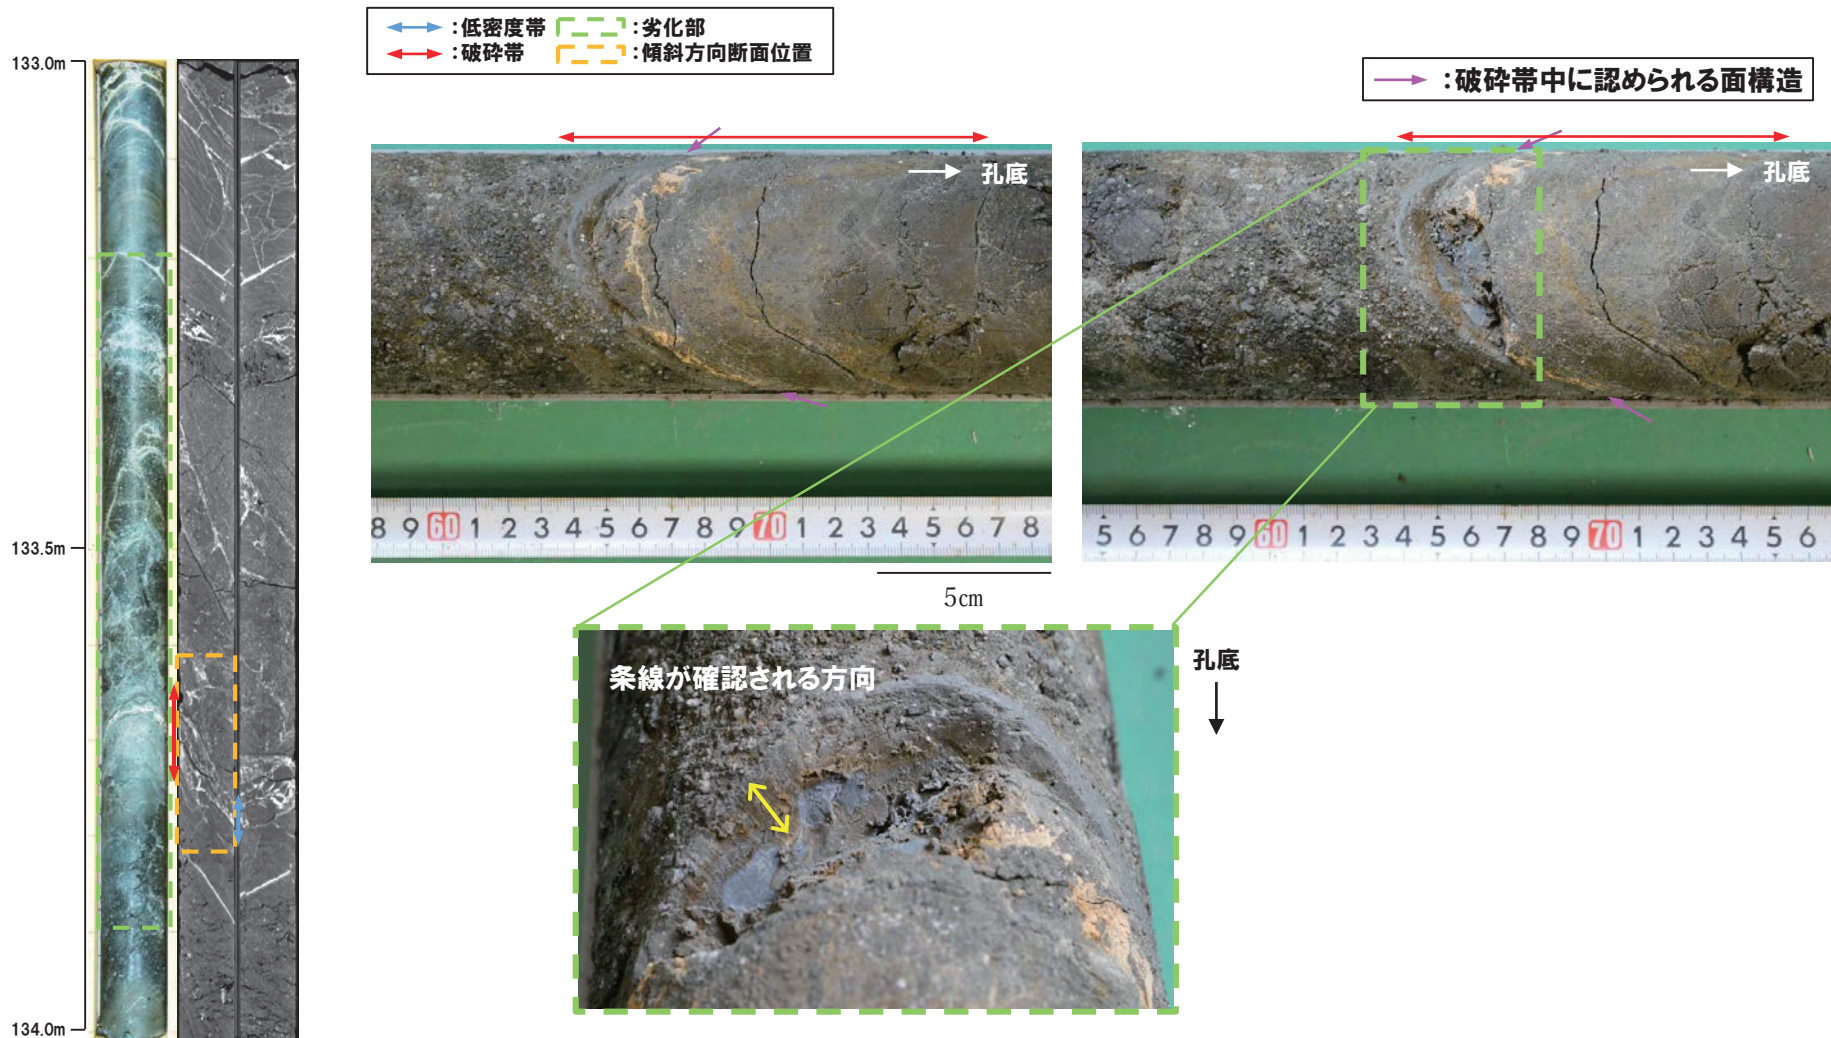 :低密度帯
:劣化部
:破砕帯
:傾斜方向断面位置
:破砕帯中に認められる面構造
133.0m
133.5m
134.0m
孔底
孔底
8 9 60 1 2 3 4 5 6 7 8 9 70 1 2 3 4 5 6 7 8
5 6 7 8 9 60 1 2 3 4 5 6 7 8 9 70 1 2 3 4 5 6
5cm
条線が確認される方向
孔底